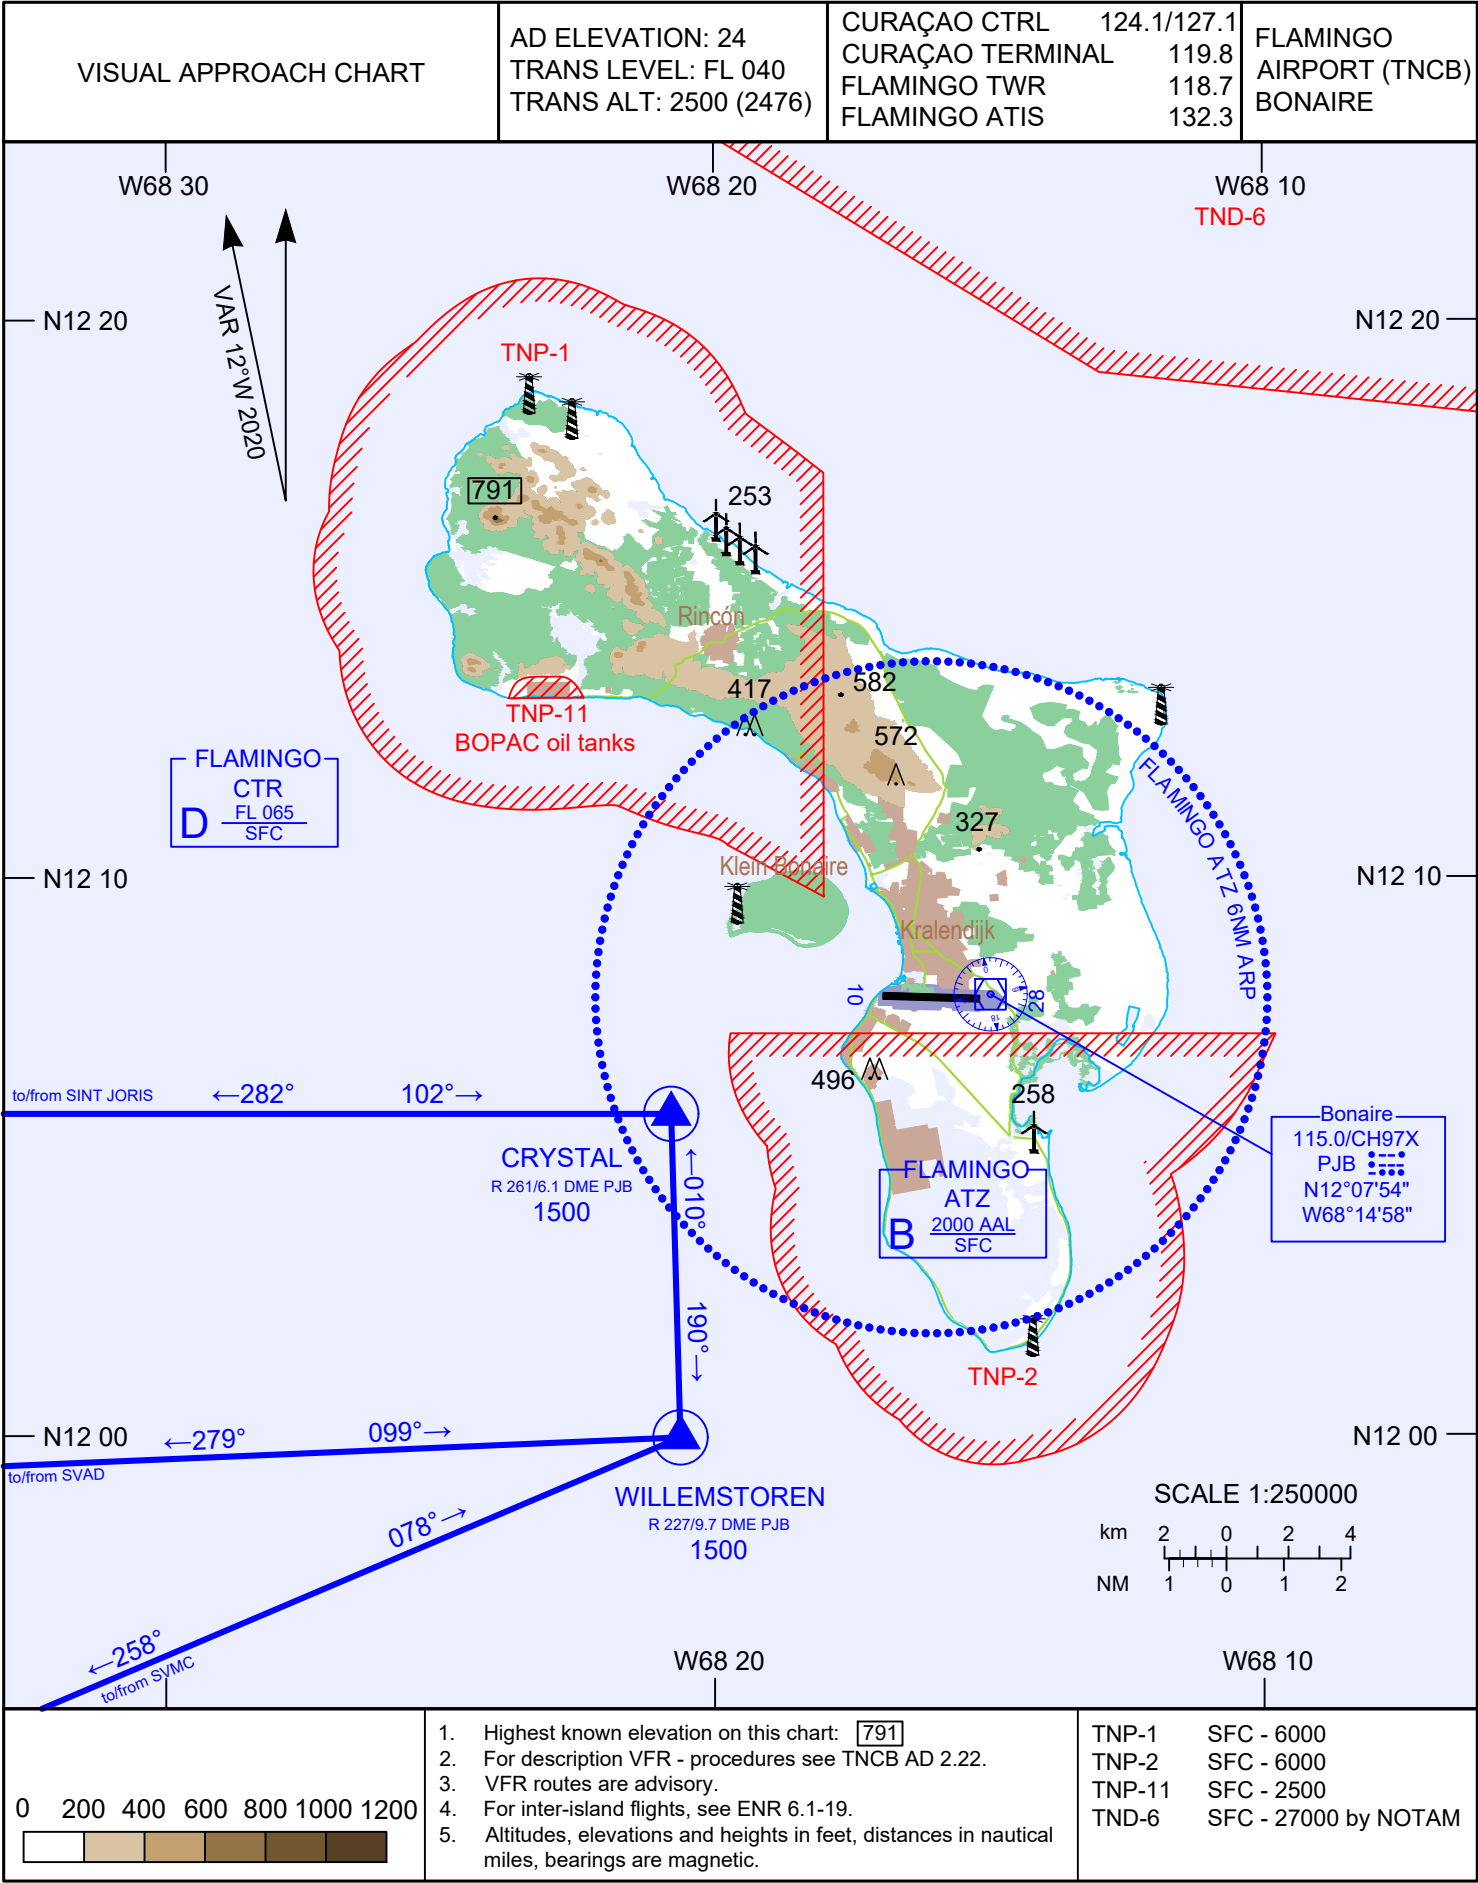 VISUAL APPROACH CHART
AD ELEVATION: 24
TRANS LEVEL: FL 040
TRANS ALT: 2500 (2476)
CURAÇAO CTRL 124.1/127.1
CURAÇAO TERMINAL 119.8
FLAMINGO TWR 118.7
FLAMINGO ATIS 132.3
FLAMINGO
AIRPORT (TNCB)
BONAIRE
W68 30
W68 20
W68 10
TND-6
VAR 12°W 2020
N12 20
N12 20
TNP-1
791
253
Rincón
417
582
TNP-11
BOPAC oil tanks
572
FLAMINGO
CTR
D FL 065
SFC
FLAMINGO ATZ 6NM ARP
327
N12 10
Klein Bonaire
N12 10
Kralendijk
10
28
0
9
18
496
258
to/from SINT JORIS
←282°
102°→
CRYSTAL
R 261/6.1 DME PJB
1500
←010°
190°→
FLAMINGO
ATZ
B 2000 AAL
SFC
Bonaire
115.0/CH97X
PJB
N12°07'54"
W68°14'58"
TNP-2
N12 00
←279°
099°→
N12 00
to/from SVAD
WILLEMSTOREN
R 227/9.7 DME PJB
1500
078°→
←258°
to/from SVMC
SCALE 1:250000
km 2 0 2 4
NM 1 0 1 2
W68 20
W68 10
0 200 400 600 800 1000 1200
1. Highest known elevation on this chart: 791
2. For description VFR - procedures see TNCB AD 2.22.
3. VFR routes are advisory.
4. For inter-island flights, see ENR 6.1-19.
5. Altitudes, elevations and heights in feet, distances in nautical
miles, bearings are magnetic.
TNP-1 SFC - 6000
TNP-2 SFC - 6000
TNP-11 SFC - 2500
TND-6 SFC - 27000 by NOTAM